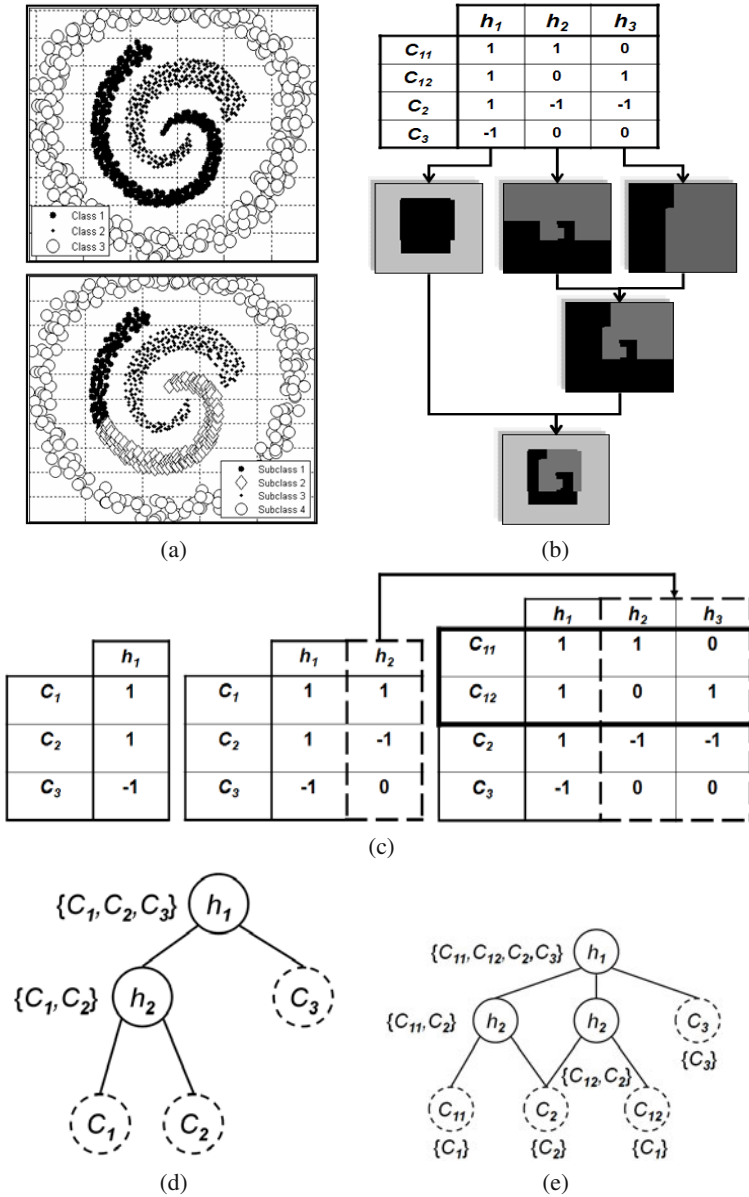 Class 1
Class 2
Class 3
Subclass 1
Subclass 2
Subclass 3
Subclass 4
(a)
h1 h2 h3
C11 1 1 0
C12 1 0 1
C2 1 -1 -1
C3 -1 0 0
(b)
h1
C1 1
C2 1
C3 -1
h1 h2
C1 1 1
C2 1 -1
C3 -1 0
h1 h2 h3
C11 1 1 0
C12 1 0 1
C2 1 -1 -1
C3 -1 0 0
(c)
{C1,C2,C3} h1
{C1,C2} h2 C3
C1 C2
(d)
{C11,C12,C2,C3} h1
{C11,C2} h2 h2 C3
{C3}
{C12,C2}
C11 C2 C12
{C1} {C2} {C1}
(e)